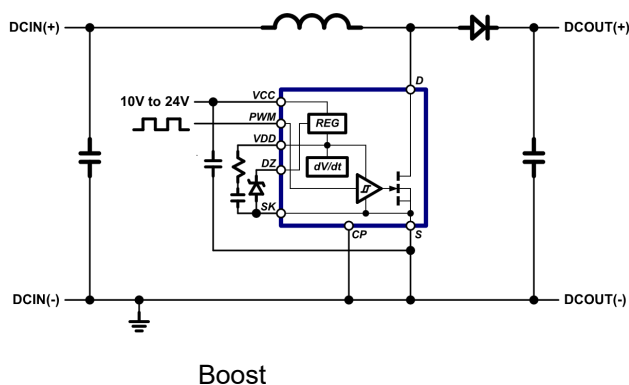 DCIN(+)
DCOUT(+)
D
10V to 24V
VCC
PWM
REG
VDD
DZ
dV/dt
SK
CP
S
DCIN(-)
DCOUT(-)
Boost